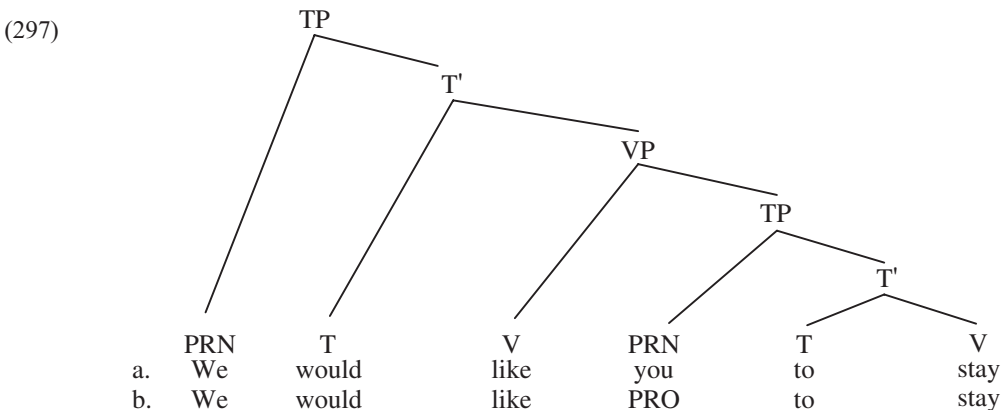 TP
(297)
T'
VP
TP
T'
PRN T V PRN T V
a. We would like you to stay
b. We would like PRO to stay